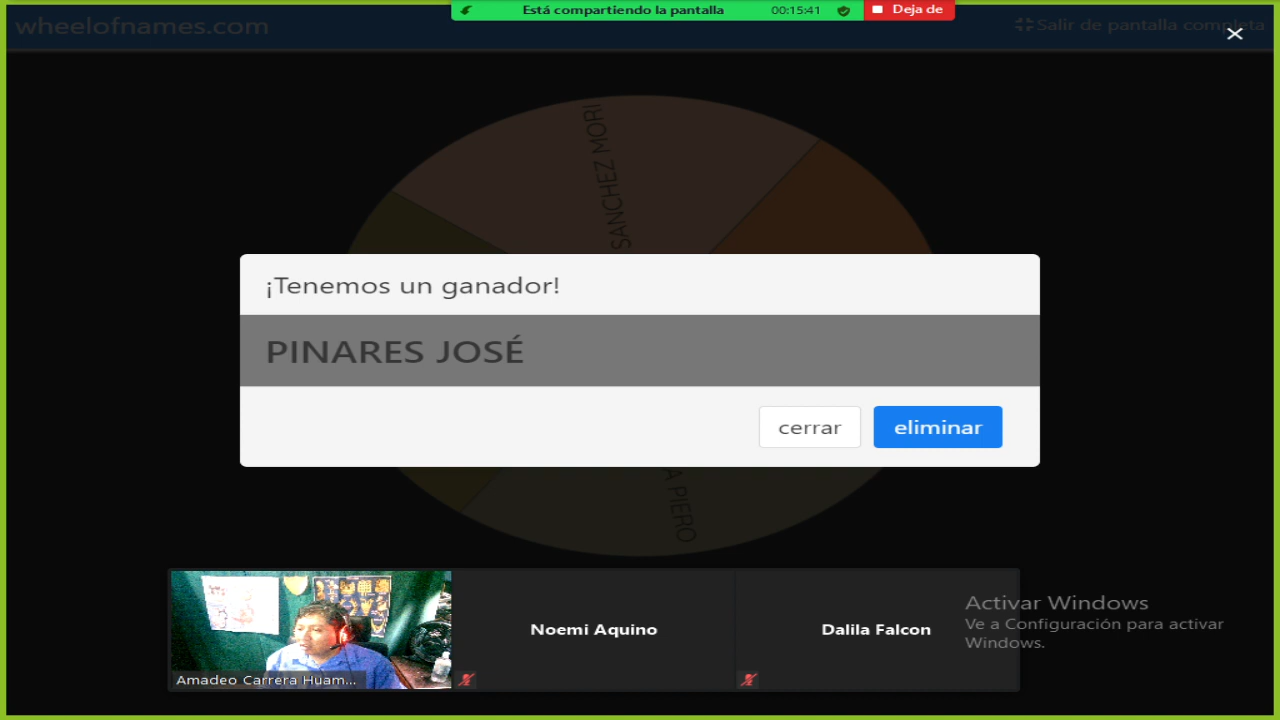 Está compartiendo la pantalla 00:15:41 Deja de
wheelofnames.com
Salir de pantalla completa
SANCHEZ MORI
¡Tenemos un ganador!
PINARES JOSÉ
cerrar eliminar
A PIERO
Activar Windows
Ve a Configuración para activar
Windows.
Noemi Aquino
Dalila Falcon
Amadeo Carrera Huam...